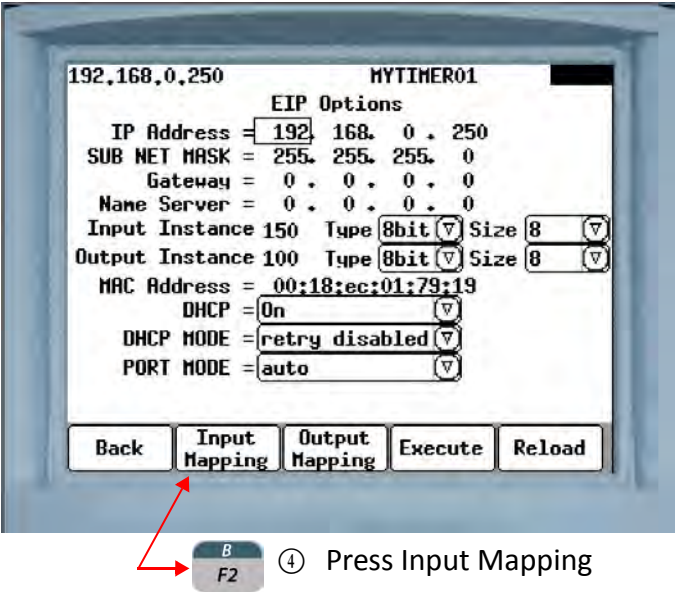 192.168.0.250 MYTIMER01
EIP Options
IP Address = 192. 168. 0 . 250
SUB NET MASK = 255. 255. 255. 0
Gateway = 0 . 0 . 0 . 0
Name Server = 0 . 0 . 0 . 0
Input Instance 150 Type 8bit Size 8
Output Instance 100 Type 8bit Size 8
MAC Address = 00:18:ec:01:79:19
DHCP = On
DHCP MODE = retry disabled
PORT MODE = auto
Back Input Mapping Output Mapping Execute Reload
B
F2
④ Press Input Mapping